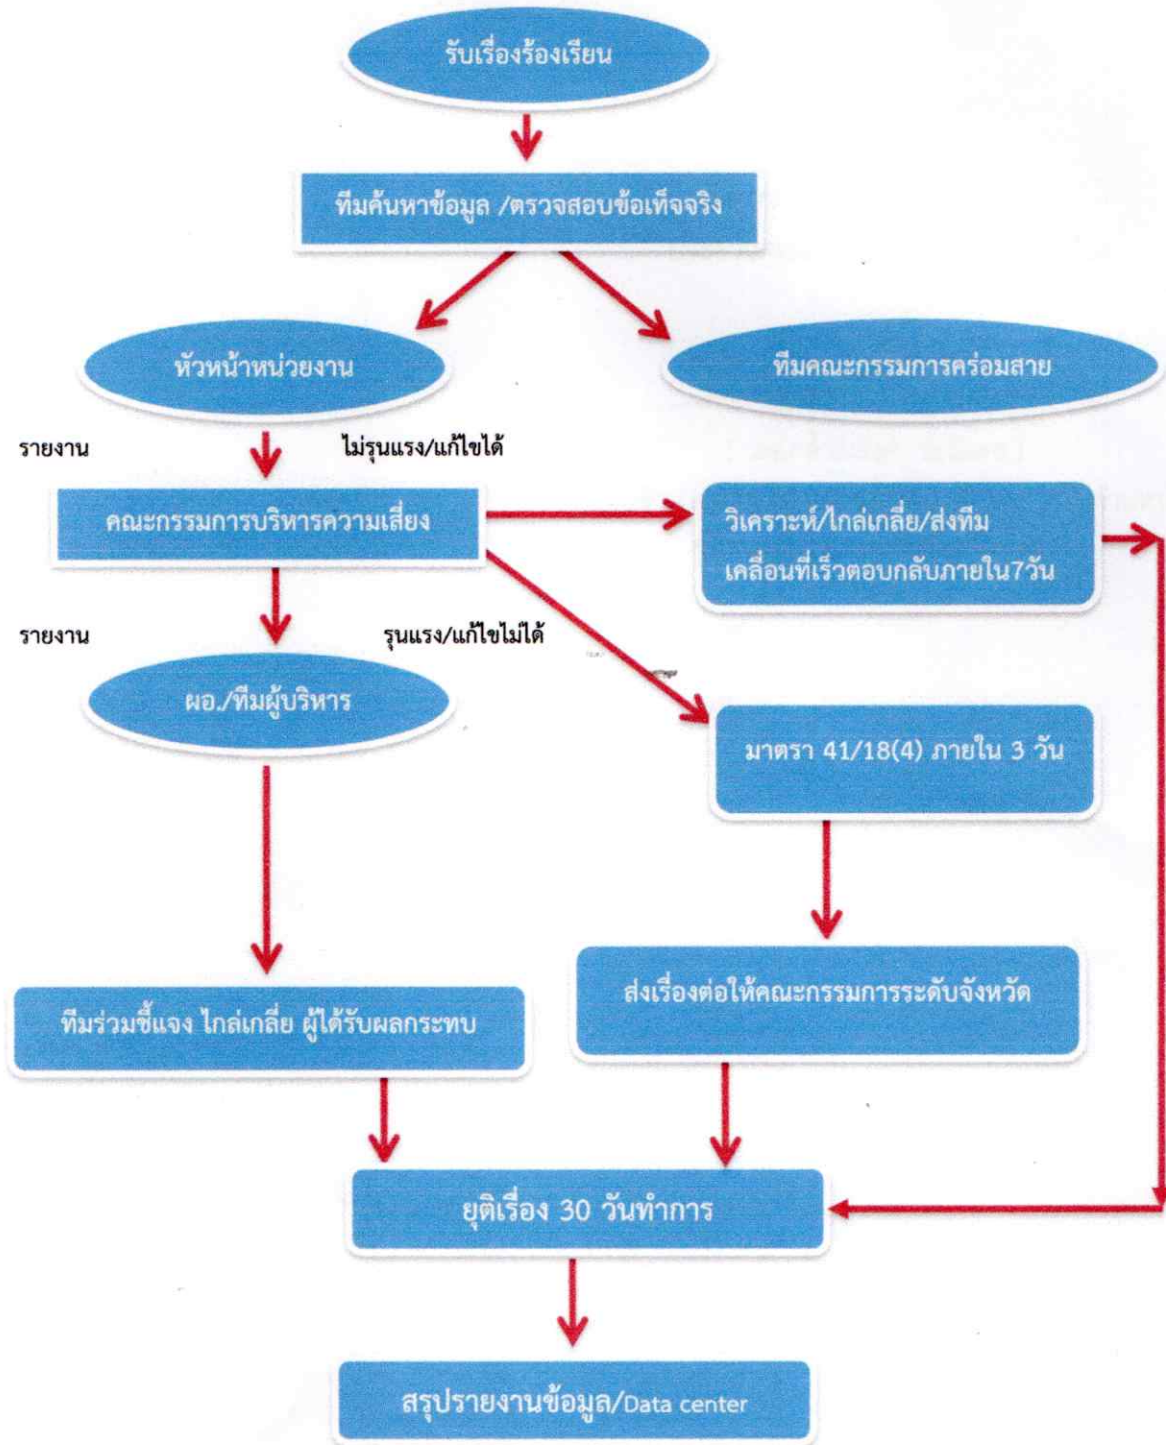 รับเรื่องร้องเรียน
ทีมค้นหาข้อมูล /ตรวจสอบข้อเท็จจริง
หัวหน้าหน่วยงาน
ทีมคณะกรรมการคร่อมสาย
รายงาน
ไม่รุนแรง/แก้ไขได้
คณะกรรมการบริหารความเสี่ยง
วิเคราะห์/ไกล่เกลี่ย/ส่งทีม
เคลื่อนที่เร็วตอบกลับภายใน7วัน
รายงาน
รุนแรง/แก้ไขไม่ได้
ผอ./ทีมผู้บริหาร
มาตรา 41/18(4) ภายใน 3 วัน
ส่งเรื่องต่อให้คณะกรรมการระดับจังหวัด
ทีมร่วมชี้แจง ไกล่เกลี่ย ผู้ได้รับผลกระทบ
ยุติเรื่อง 30 วันทำการ
สรุปรายงานข้อมูล/Data center